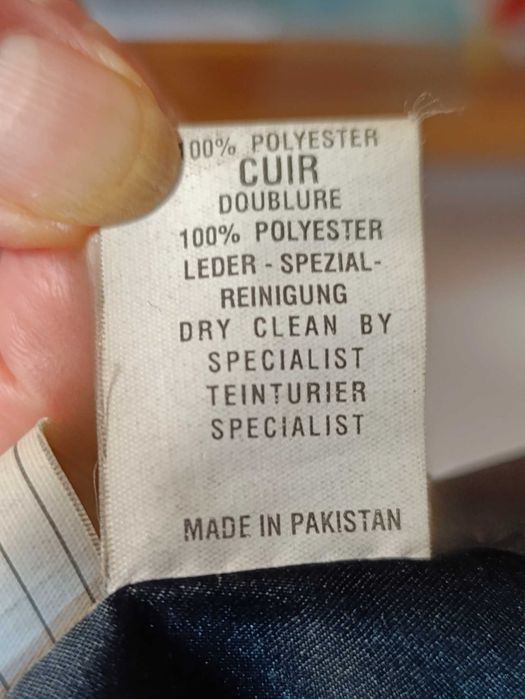 100% POLYESTER
CUIR
DOUBLURE
100% POLYESTER
LEDER - SPEZIAL-
REINIGUNG
DRY CLEAN BY
SPECIALIST
TEINTURIER
SPECIALIST
MADE IN PAKISTAN